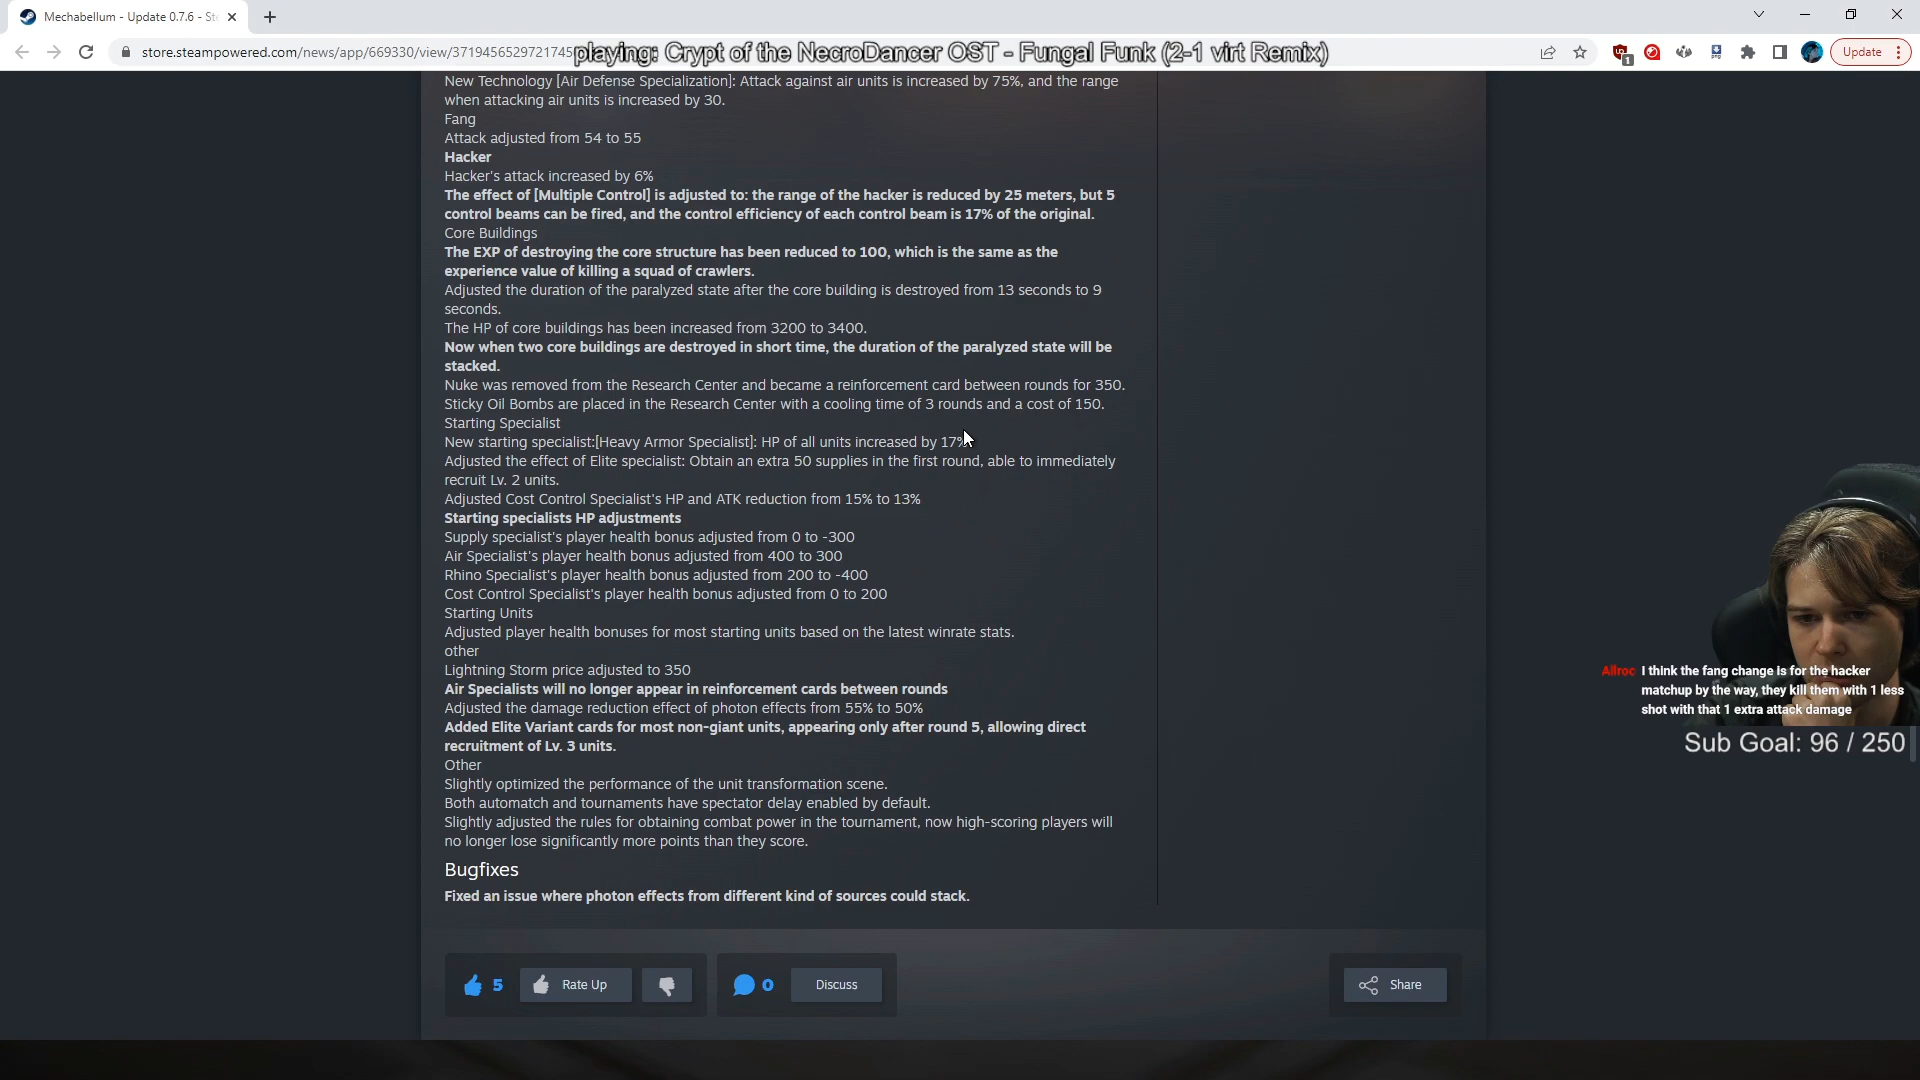 Mechabellum - Update 0.7.6 - St
store.steampowered.com/news/app/669330/view/371945652972174
playing: Crypt of the NecroDancer OST - Fungal Funk (2-1 virt Remix)
1
Update
New Technology [Air Defense Specialization]: Attack against air units is increased by 75%, and the range
when attacking air units is increased by 30.
Fang
Attack adjusted from 54 to 55
Hacker
Hacker's attack increased by 6%
The effect of [Multiple Control] is adjusted to: the range of the hacker is reduced by 25 meters, but 5
control beams can be fired, and the control efficiency of each control beam is 17% of the original.
Core Buildings
The EXP of destroying the core structure has been reduced to 100, which is the same as the
experience value of killing a squad of crawlers.
Adjusted the duration of the paralyzed state after the core building is destroyed from 13 seconds to 9
seconds.
The HP of core buildings has been increased from 3200 to 3400.
Now when two core buildings are destroyed in short time, the duration of the paralyzed state will be
stacked.
Nuke was removed from the Research Center and became a reinforcement card between rounds for 350.
Sticky Oil Bombs are placed in the Research Center with a cooling time of 3 rounds and a cost of 150.
Starting Specialist
New starting specialist:[Heavy Armor Specialist]: HP of all units increased by 17%
Adjusted the effect of Elite specialist: Obtain an extra 50 supplies in the first round, able to immediately
recruit Lv. 2 units.
Adjusted Cost Control Specialist's HP and ATK reduction from 15% to 13%
Starting specialists HP adjustments
Supply specialist's player health bonus adjusted from 0 to -300
Air Specialist's player health bonus adjusted from 400 to 300
Rhino Specialist's player health bonus adjusted from 200 to -400
Cost Control Specialist's player health bonus adjusted from 0 to 200
Starting Units
Adjusted player health bonuses for most starting units based on the latest winrate stats.
other
Lightning Storm price adjusted to 350
Air Specialists will no longer appear in reinforcement cards between rounds
Adjusted the damage reduction effect of photon effects from 55% to 50%
Added Elite Variant cards for most non-giant units, appearing only after round 5, allowing direct
recruitment of Lv. 3 units.
Other
Slightly optimized the performance of the unit transformation scene.
Both automatch and tournaments have spectator delay enabled by default.
Slightly adjusted the rules for obtaining combat power in the tournament, now high-scoring players will
no longer lose significantly more points than they score.
Bugfixes
Fixed an issue where photon effects from different kind of sources could stack.
5
Rate Up
0
Discuss
Share
Allroc I think the fang change is for the hacker
matchup by the way, they kill them with 1 less
shot with that 1 extra attack damage
Sub Goal: 96 / 250